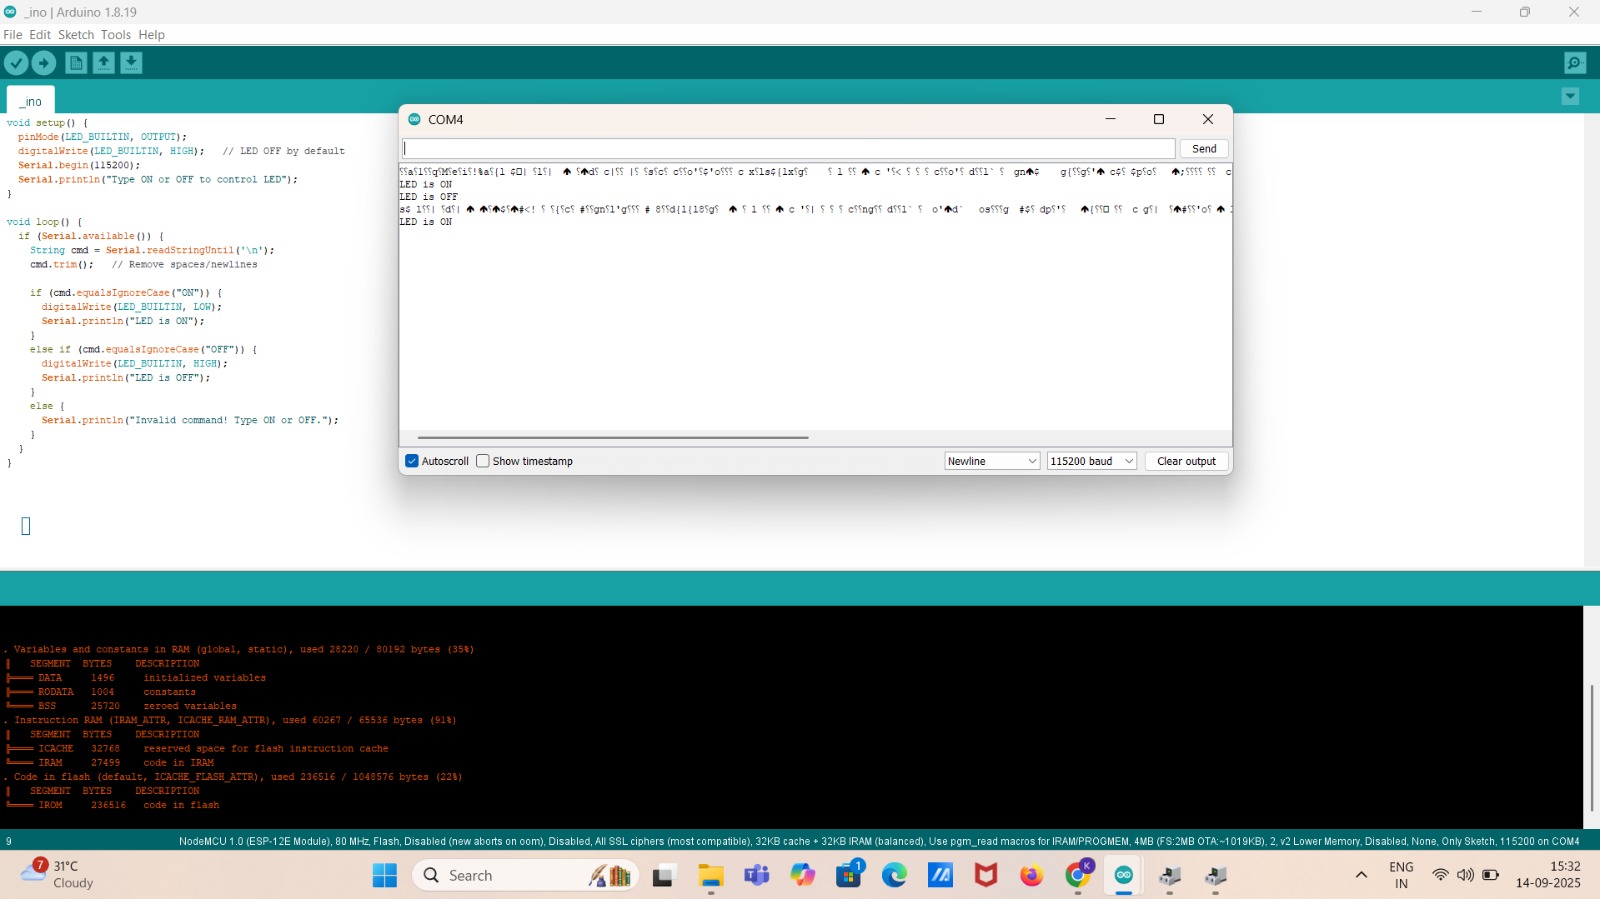 _ino | Arduino 1.8.19
File Edit Sketch Tools Help
_ino
void setup() {
pinMode(LED_BUILTIN, OUTPUT);
digitalWrite(LED_BUILTIN, HIGH); // LED OFF by default
Serial.begin(115200);
Serial.println("Type ON or OFF to control LED");
}
void loop() {
if (Serial.available()) {
String cmd = Serial.readStringUntil('\n');
cmd.trim(); // Remove spaces/newlines
if (cmd.equalsIgnoreCase("ON")) {
digitalWrite(LED_BUILTIN, LOW);
Serial.println("LED is ON");
}
else if (cmd.equalsIgnoreCase("OFF")) {
digitalWrite(LED_BUILTIN, HIGH);
Serial.println("LED is OFF");
}
else {
Serial.println("Invalid command! Type ON or OFF.");
}
}
}
COM4
Send
LED is ON
LED is OFF
LED is ON
Autoscroll Show timestamp Newline 115200 baud Clear output
. Variables and constants in RAM (global, static), used 28220 / 80192 bytes (35%)
SEGMENT BYTES DESCRIPTION
DATA 1496 initialized variables
RODATA 1004 constants
BSS 25720 zeroed variables
. Instruction RAM (IRAM_ATTR, ICACHE_RAM_ATTR), used 60267 / 65536 bytes (91%)
SEGMENT BYTES DESCRIPTION
ICACHE 32768 reserved space for flash instruction cache
IRAM 27499 code in IRAM
. Code in flash (default, ICACHE_FLASH_ATTR), used 236516 / 1048576 bytes (22%)
SEGMENT BYTES DESCRIPTION
IROM 236516 code in flash
9 NodeMCU 1.0 (ESP-12E Module), 80 MHz, Flash, Disabled (new aborts on oom), Disabled, All SSL ciphers (most compatible), 32KB cache + 32KB IRAM (balanced), Use pgm_read macros for IRAM/PROGMEM, 4MB (FS:2MB OTA:~1019KB), 2, v2 Lower Memory, Disabled, None, Only Sketch, 115200 on COM4
7 31°C
Cloudy
Search
1
K
ENG
IN
15:32
14-09-2025